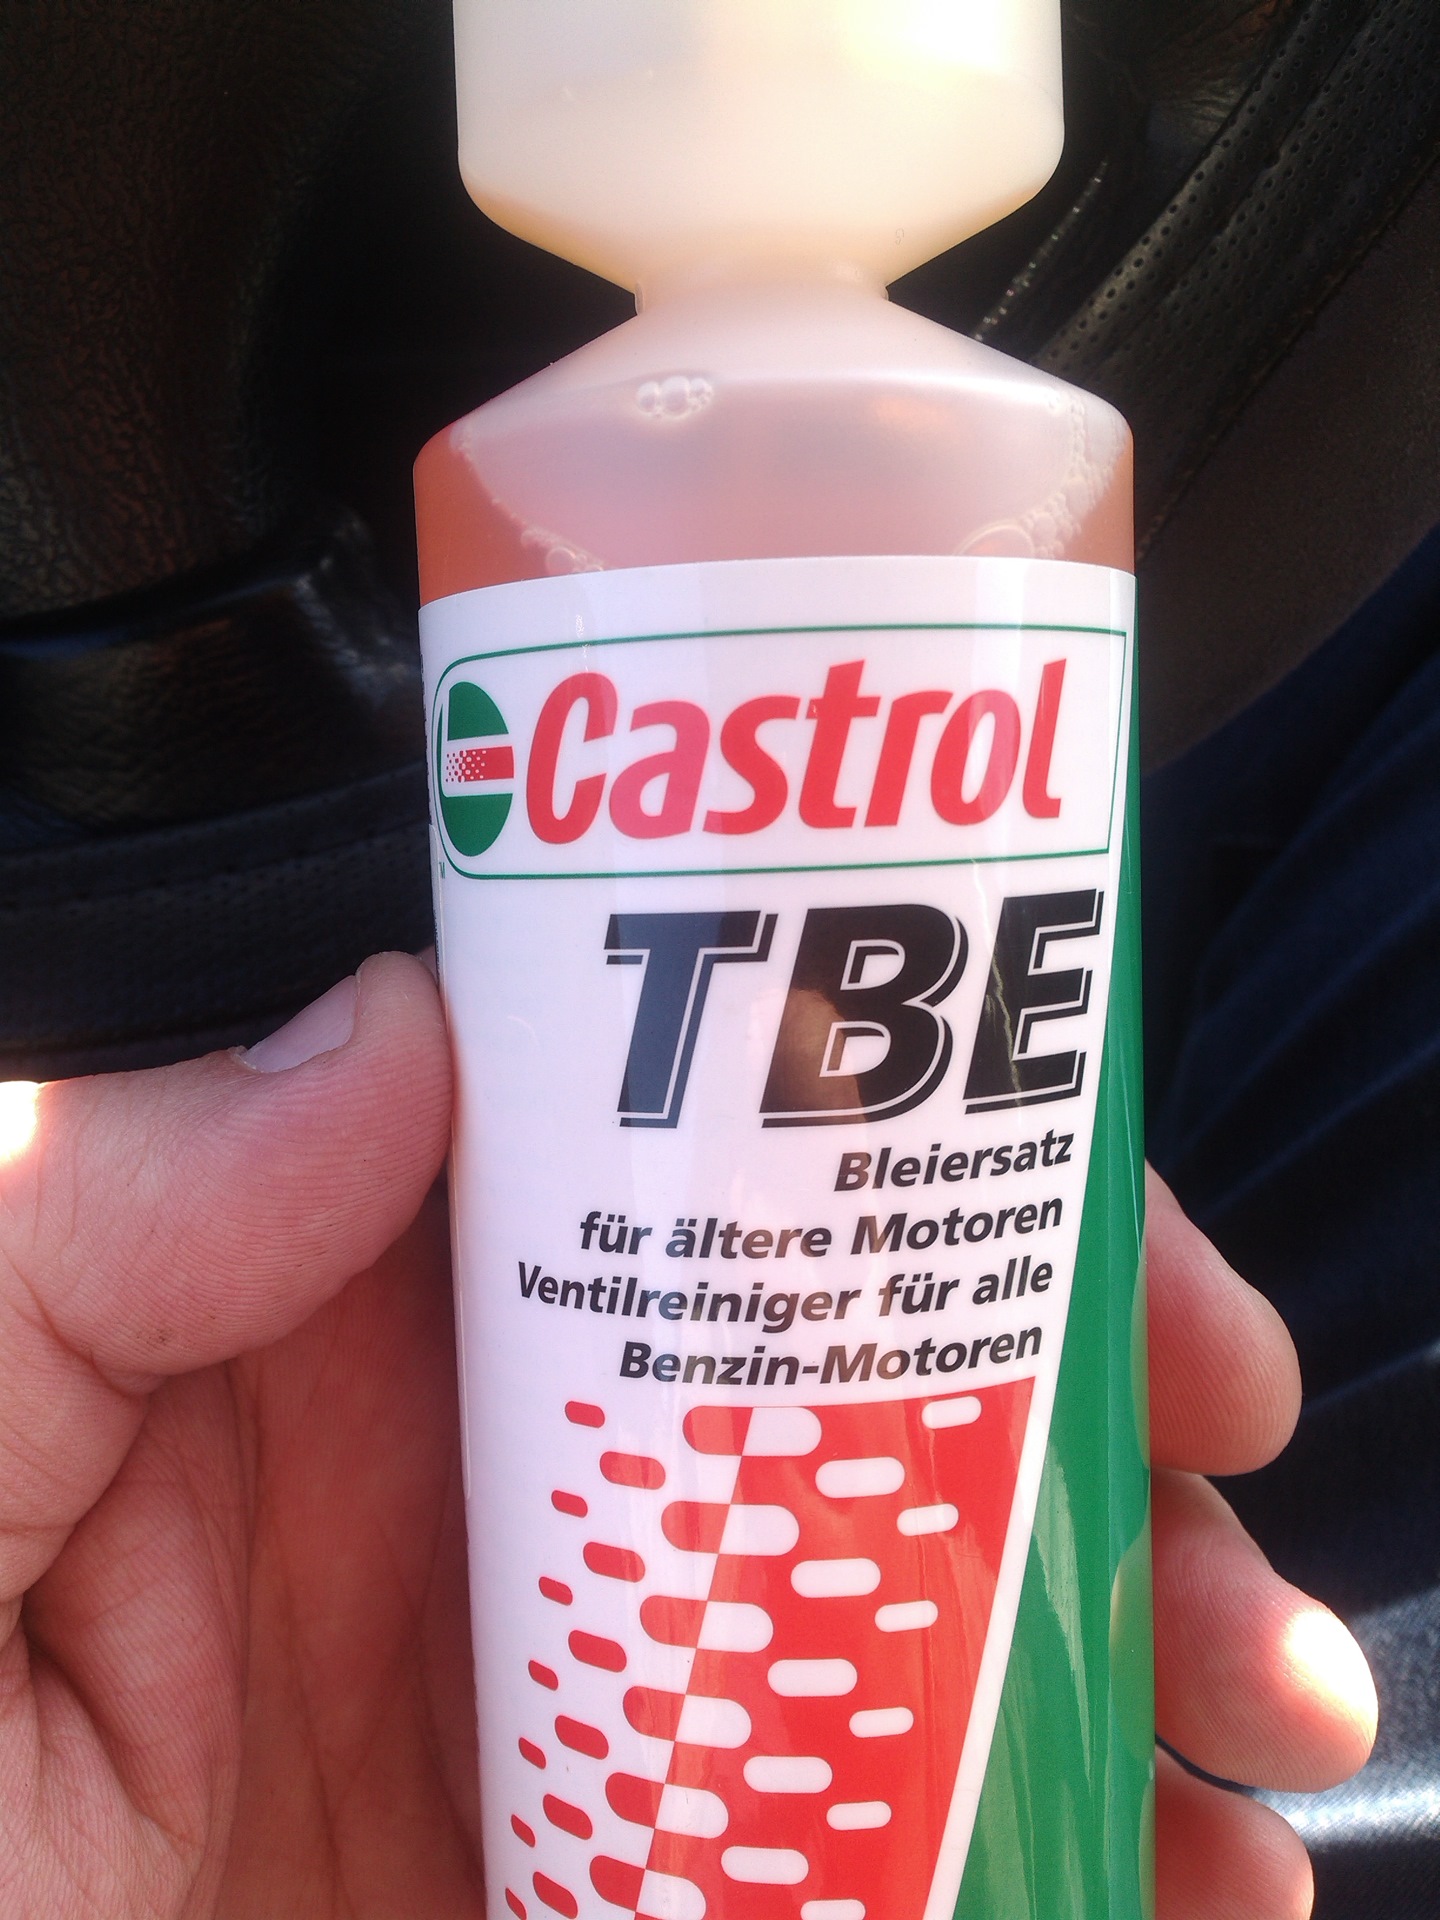 Castrol
TBE
Bleiersatz
für ältere Motoren
Ventilreiniger für alle
Benzin-Motoren